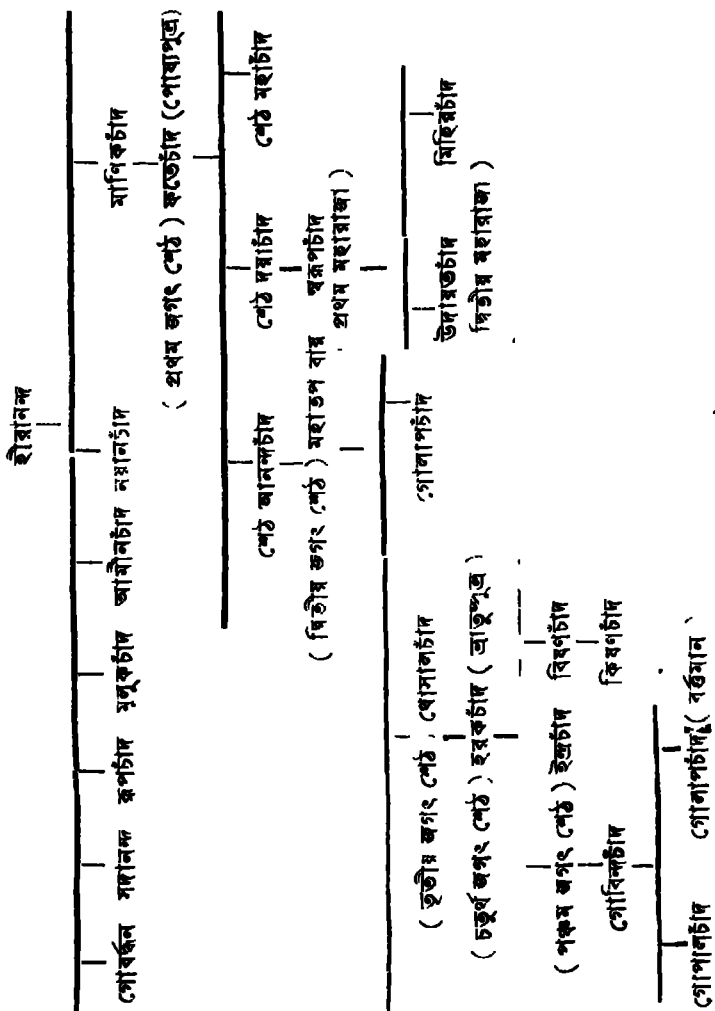 হীরানন্দ
গোবর্দ্ধন সদানন্দ রূপচাঁদ মুলুকচাঁদ আমীনচাঁদ নয়ানচাঁদ মাণিকচাঁদ
( প্রথম জগৎ শেঠ ) ফতেচাঁদ (পোষ্যপুত্র)
শেঠ আনন্দচাঁদ শেঠ দয়াচাঁদ শেঠ মহাচাঁদ
( দ্বিতীয় জগৎ শেঠ ) মহাতপ রায় স্বরূপচাঁদ
প্রথম মহারাজা )
গোলাপচাঁদ উদায়তচাঁদ মিহিরচাঁদ
দ্বিতীয় মহারাজা )
( তৃতীয় জগৎ শেঠ ) খোসালচাঁদ
( চতুর্থ জগৎ শেঠ ) হরকচাঁদ ( ভ্রাতুষ্পুত্র )
( পঞ্চম জগৎ শেঠ ) ইন্দ্রচাঁদ বিষণচাঁদ
গোবিন্দচাঁদ কিষণচাঁদ
গোপালচাঁদ গোলাপচাঁদ ( বর্ত্তমান )